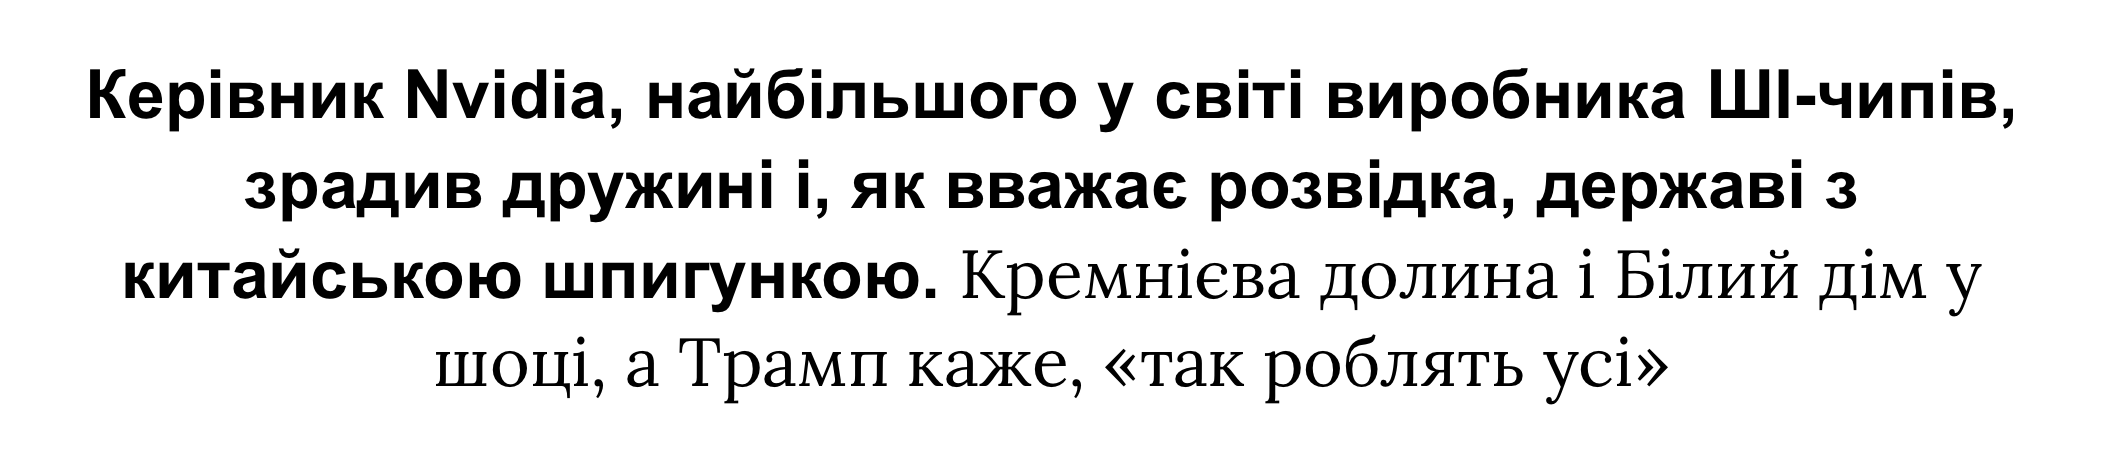 Керівник Nvidia, найбільшого у світі виробника ШІ-чипів,
зрадив дружині і, як вважає розвідка, державі з
китайською шпигункою. Кремнієва долина і Білий дім у
шоці, а Трамп каже, «так роблять усі»